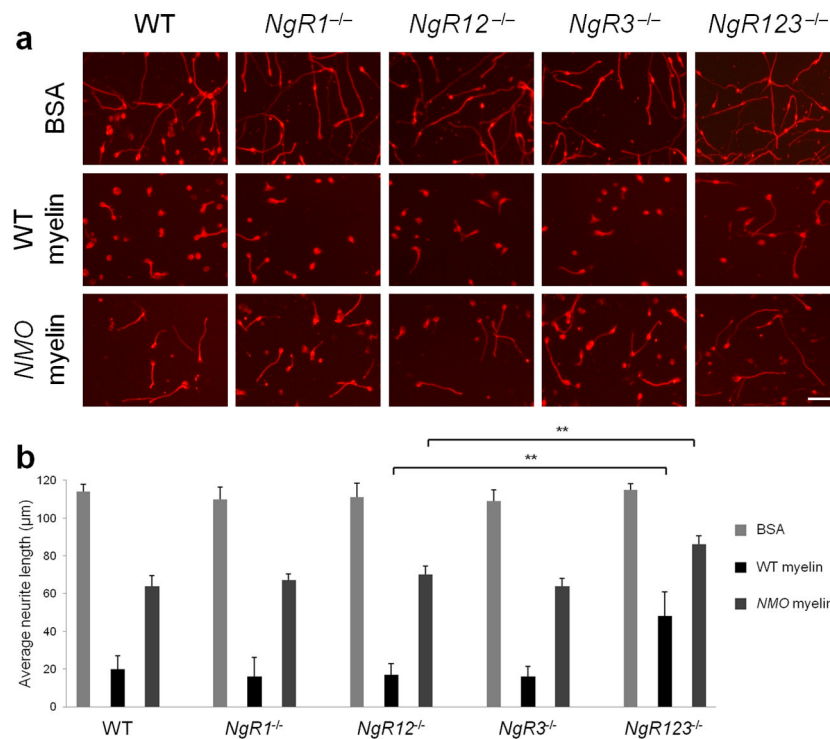 a
WT NgR1⁻/⁻ NgR12⁻/⁻ NgR3⁻/⁻ NgR123⁻/⁻
BSA
WT myelin
NMO myelin
b
** 
**
Average neurite length (μm)
120
100
80
60
40
20
0
WT NgR1⁻/⁻ NgR12⁻/⁻ NgR3⁻/⁻ NgR123⁻/⁻
BSA
WT myelin
NMO myelin